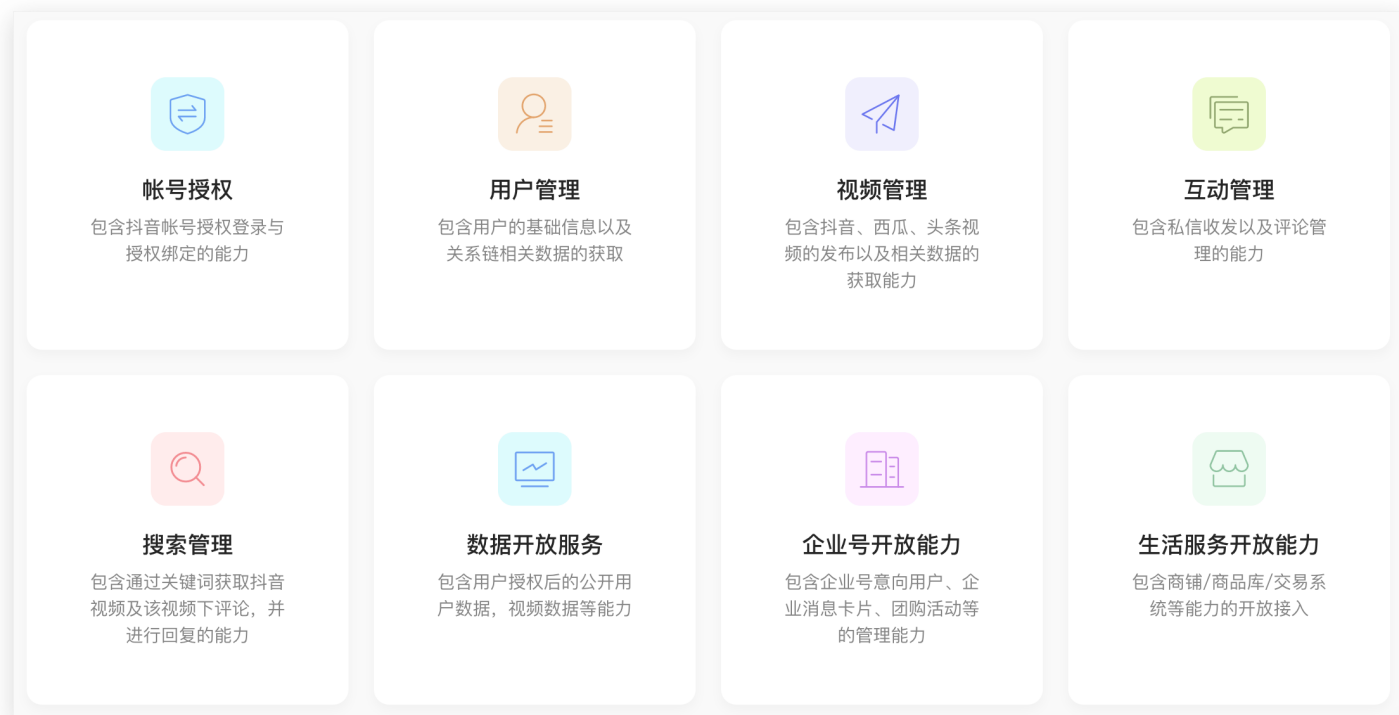 帐号授权
包含抖音帐号授权登录与
授权绑定的能力
用户管理
包含用户的基础信息以及
关系链相关数据的获取
视频管理
包含抖音、西瓜、头条视
频的发布以及相关数据的
获取能力
互动管理
包含私信收发以及评论管
理的能力
搜索管理
包含通过关键词获取抖音
视频及该视频下评论，并
进行回复的能力
数据开放服务
包含用户授权后的公开用
户数据，视频数据等能力
企业号开放能力
包含企业号意向用户、企
业消息卡片、团购活动等
的管理能力
生活服务开放能力
包含商铺/商品库/交易系
统等能力的开放接入